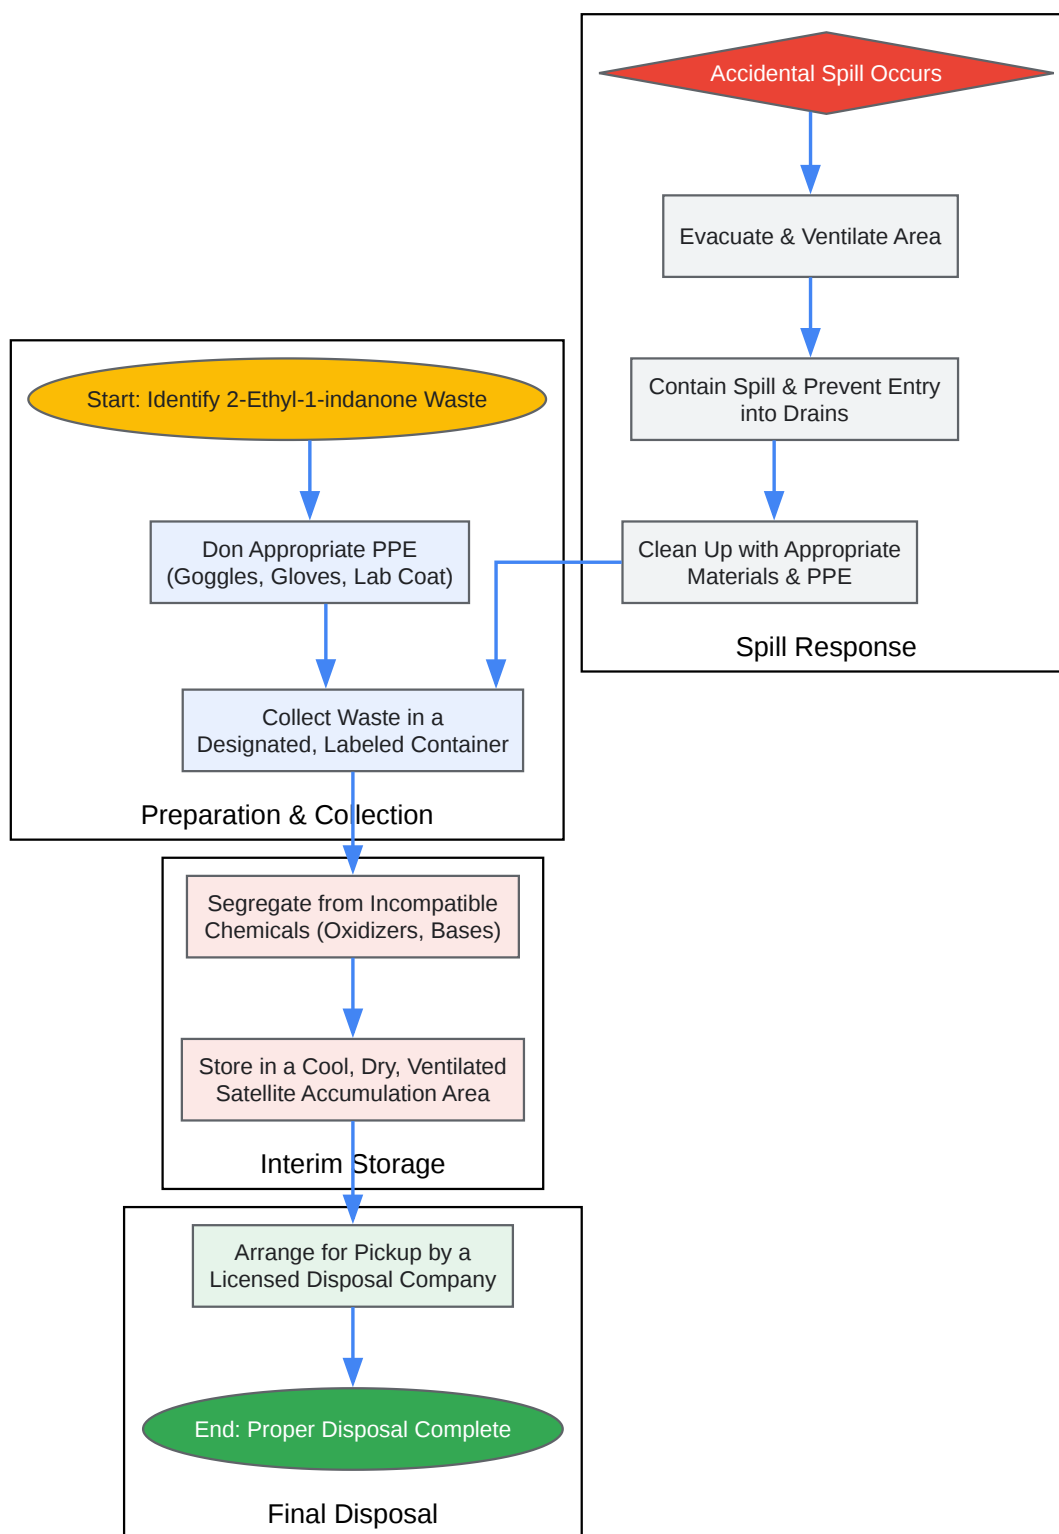 Accidental Spill Occurs
Evacuate & Ventilate Area
Contain Spill & Prevent Entry
into Drains
Clean Up with Appropriate
Materials & PPE
Spill Response
Start: Identify 2-Ethyl-1-indanone Waste
Don Appropriate PPE
(Goggles, Gloves, Lab Coat)
Collect Waste in a
Designated, Labeled Container
Preparation & Collection
Segregate from Incompatible
Chemicals (Oxidizers, Bases)
Store in a Cool, Dry, Ventilated
Satellite Accumulation Area
Interim Storage
Arrange for Pickup by a
Licensed Disposal Company
End: Proper Disposal Complete
Final Disposal